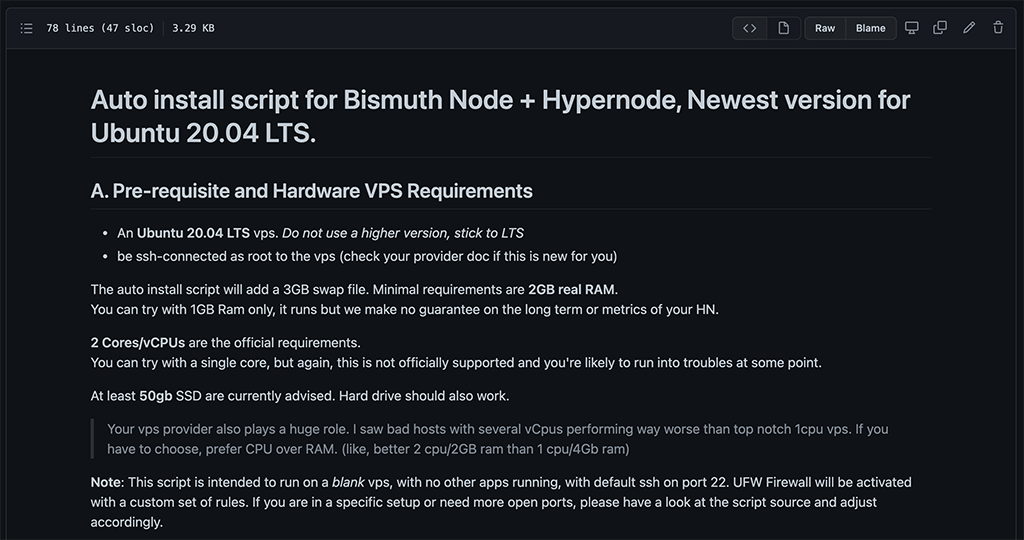 78 lines (47 sloc) 3.29 KB
<> Raw Blame
Auto install script for Bismuth Node + Hypernode, Newest version for
Ubuntu 20.04 LTS.
A. Pre-requisite and Hardware VPS Requirements
• An Ubuntu 20.04 LTS vps. Do not use a higher version, stick to LTS
• be ssh-connected as root to the vps (check your provider doc if this is new for you)
The auto install script will add a 3GB swap file. Minimal requirements are 2GB real RAM.
You can try with 1GB Ram only, it runs but we make no guarantee on the long term or metrics of your HN.
2 Cores/vCPUs are the official requirements.
You can try with a single core, but again, this is not officially supported and you're likely to run into troubles at some point.
At least 50gb SSD are currently advised. Hard drive should also work.
Your vps provider also plays a huge role. I saw bad hosts with several vCpus performing way worse than top notch 1cpu vps. If you
have to choose, prefer CPU over RAM. (like, better 2 cpu/2GB ram than 1 cpu/4Gb ram)
Note: This script is intended to run on a blank vps, with no other apps running, with default ssh on port 22. UFW Firewall will be activated
with a custom set of rules. If you are in a specific setup or need more open ports, please have a look at the script source and adjust
accordingly.